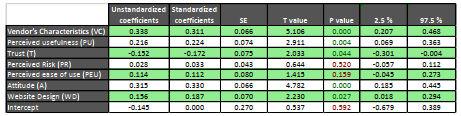 Unstandardized coefficients Standardized coefficients SE T value P value 2.5 % 97.5 %
Vendor's Characteristics (VC) 0.338 0.311 0.066 5.106 0.000 0.207 0.468
Perceived usefulness (PU) 0.216 0.224 0.074 2.911 0.004 0.069 0.363
Trust (T) -0.152 -0.172 0.075 2.033 0.044 -0.301 -0.004
Perceived Risk (PR) 0.028 0.033 0.043 0.644 0.520 -0.057 0.112
Perceived ease of use (PEU) 0.114 0.112 0.080 1.415 0.159 -0.045 0.273
Attitude (A) 0.315 0.330 0.066 4.782 0.000 0.185 0.445
Website Design (WD) 0.156 0.187 0.070 2.230 0.027 0.018 0.294
Intercept -0.145 0.000 0.270 0.537 0.592 -0.679 0.389